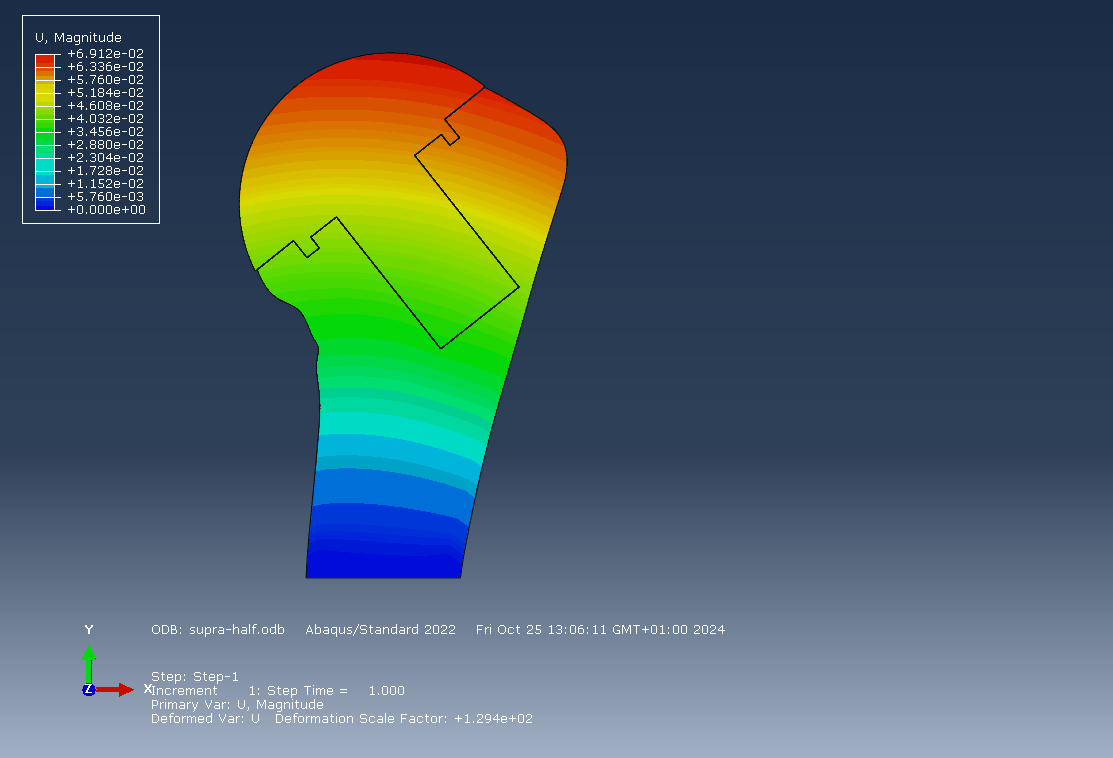 U, Magnitude
+6.912e-02
+6.336e-02
+5.760e-02
+5.184e-02
+4.608e-02
+4.032e-02
+3.456e-02
+2.880e-02
+2.304e-02
+1.728e-02
+1.152e-02
+5.760e-03
+0.000e+00
Y
Z
X
ODB: supra-half.odb Abaqus/Standard 2022 Fri Oct 25 13:06:11 GMT+01:00 2024
Step: Step-1
Increment 1: Step Time = 1.000
Primary Var: U, Magnitude
Deformed Var: U Deformation Scale Factor: +1.294e+02